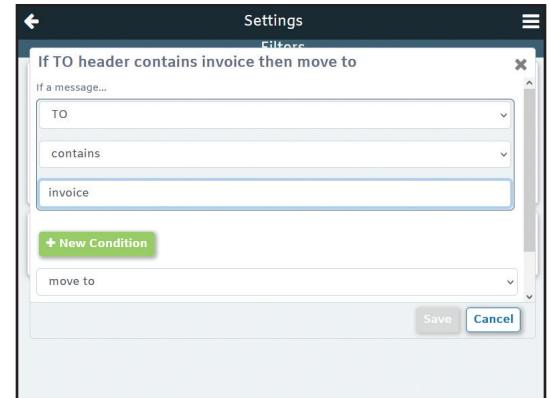 Settings
Filters
If TO header contains invoice then move to
If a message...
TO
contains
invoice
+ New Condition
move to
Save Cancel